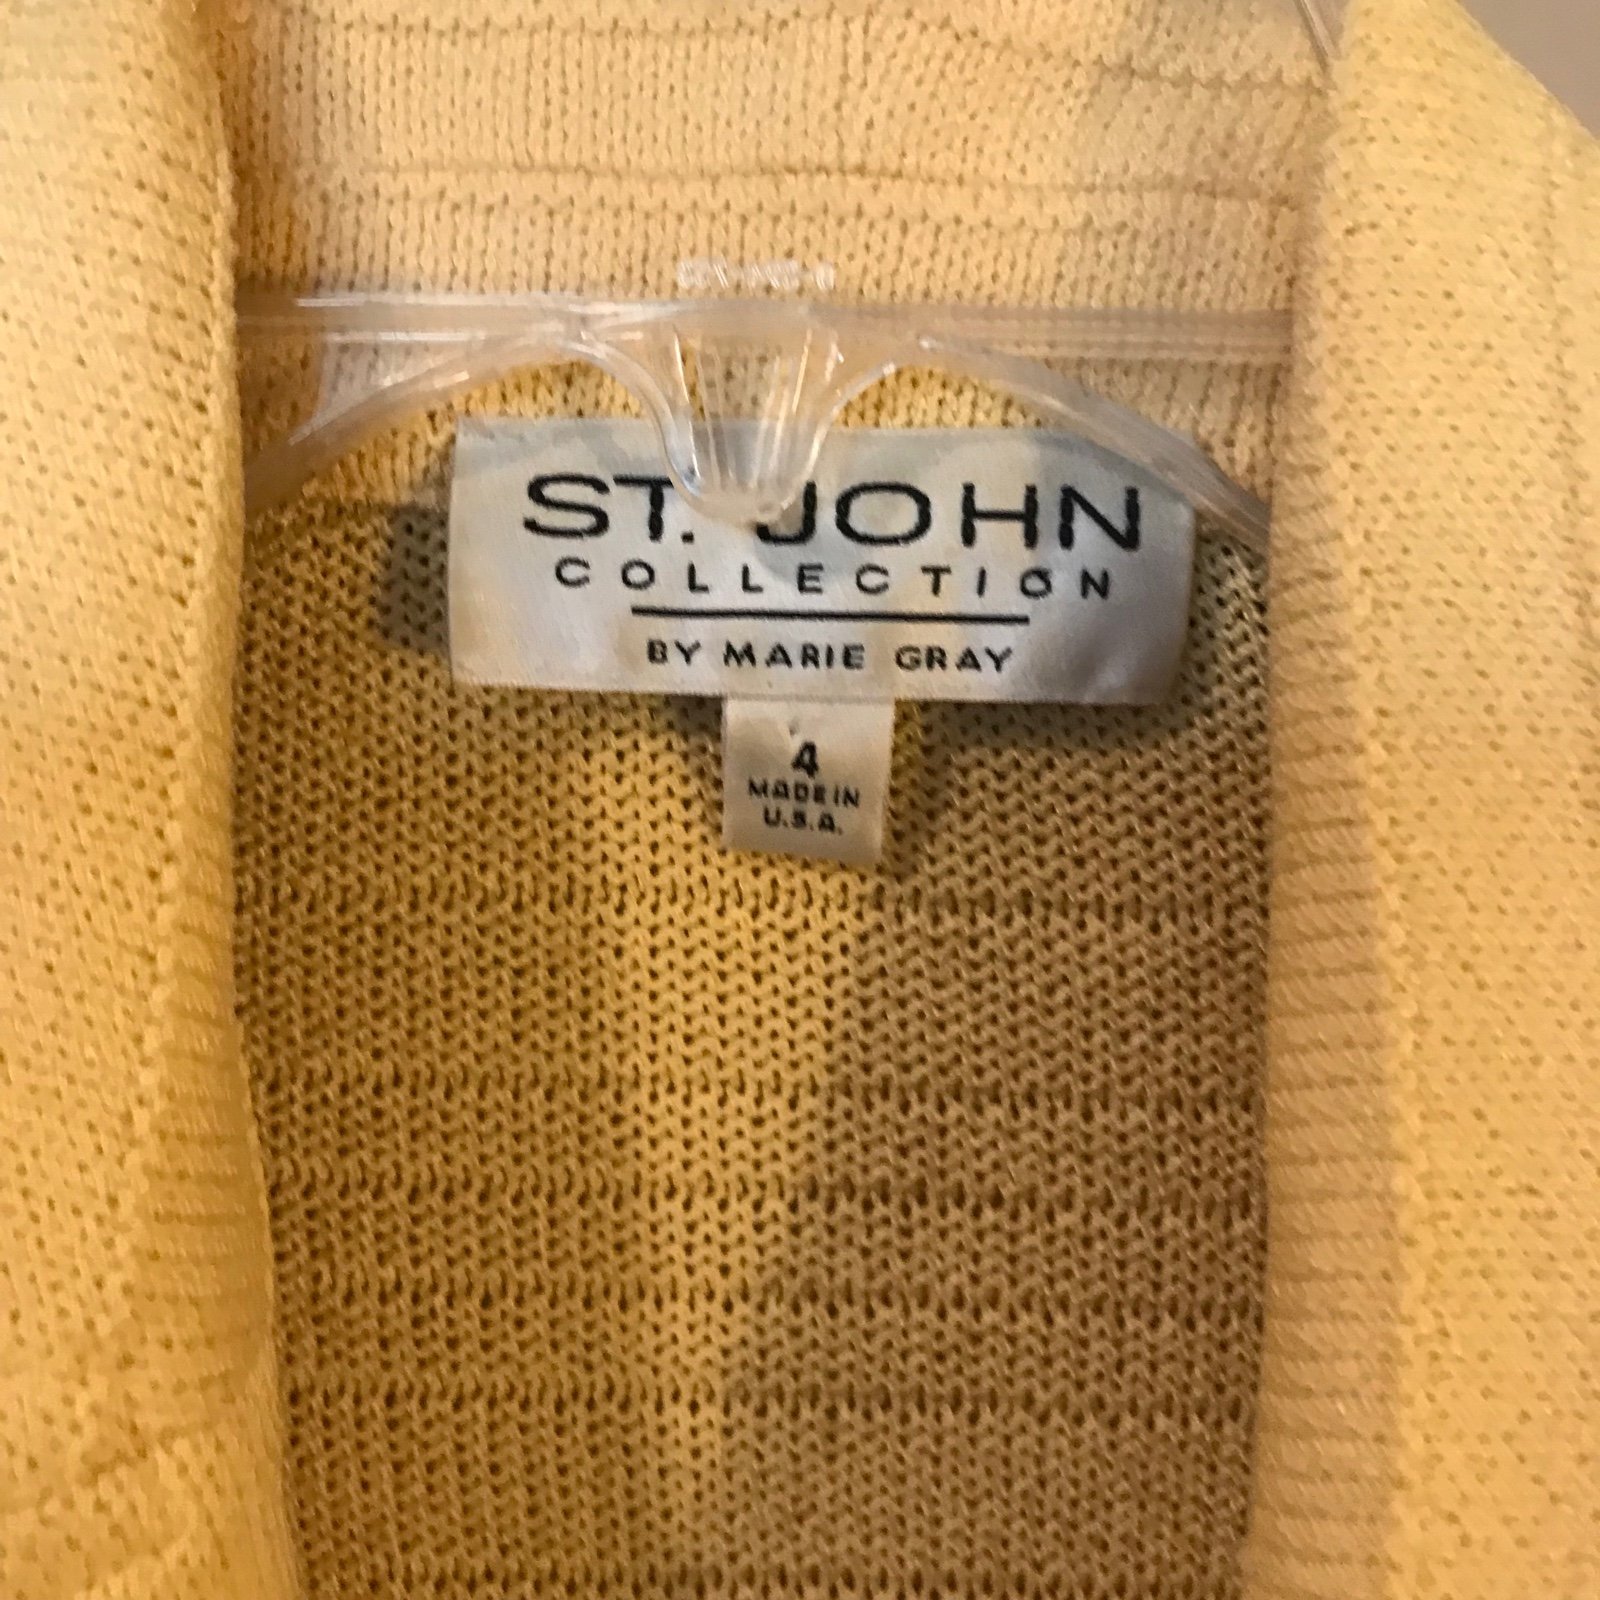 ST. JOHN
COLLECTION
BY MARIE GRAY
4
MADE IN
U.S.A.